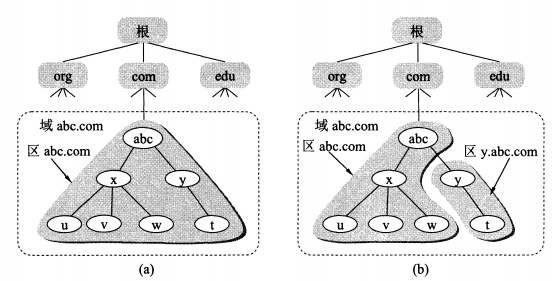 根
org com edu
域 abc.com
区 abc.com
abc
x y
u v w t
(a)
根
org com edu
域 abc.com
区 abc.com
abc
区 y.abc.com
x y
u v w t
(b)